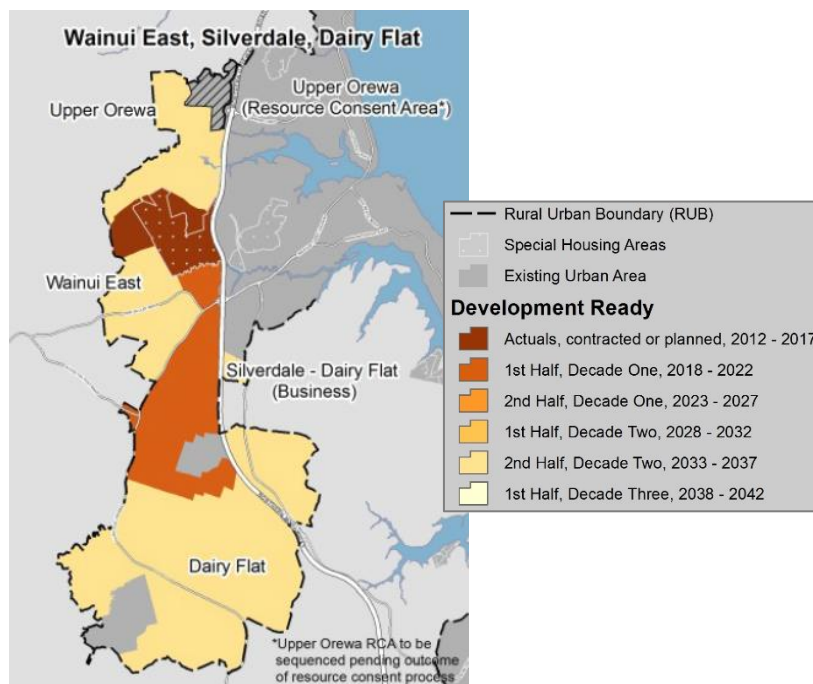 Wainui East, Silverdale, Dairy Flat
Upper Orewa
Upper Orewa
(Resource Consent Area*)
Wainui East
Silverdale - Dairy Flat
(Business)
Dairy Flat
*Upper Orewa RCA to be
sequenced pending outcome
of resource consent process
Rural Urban Boundary (RUB)
Special Housing Areas
Existing Urban Area
Development Ready
Actuals, contracted or planned, 2012 - 2017
1st Half, Decade One, 2018 - 2022
2nd Half, Decade One, 2023 - 2027
1st Half, Decade Two, 2028 - 2032
2nd Half, Decade Two, 2033 - 2037
1st Half, Decade Three, 2038 - 2042